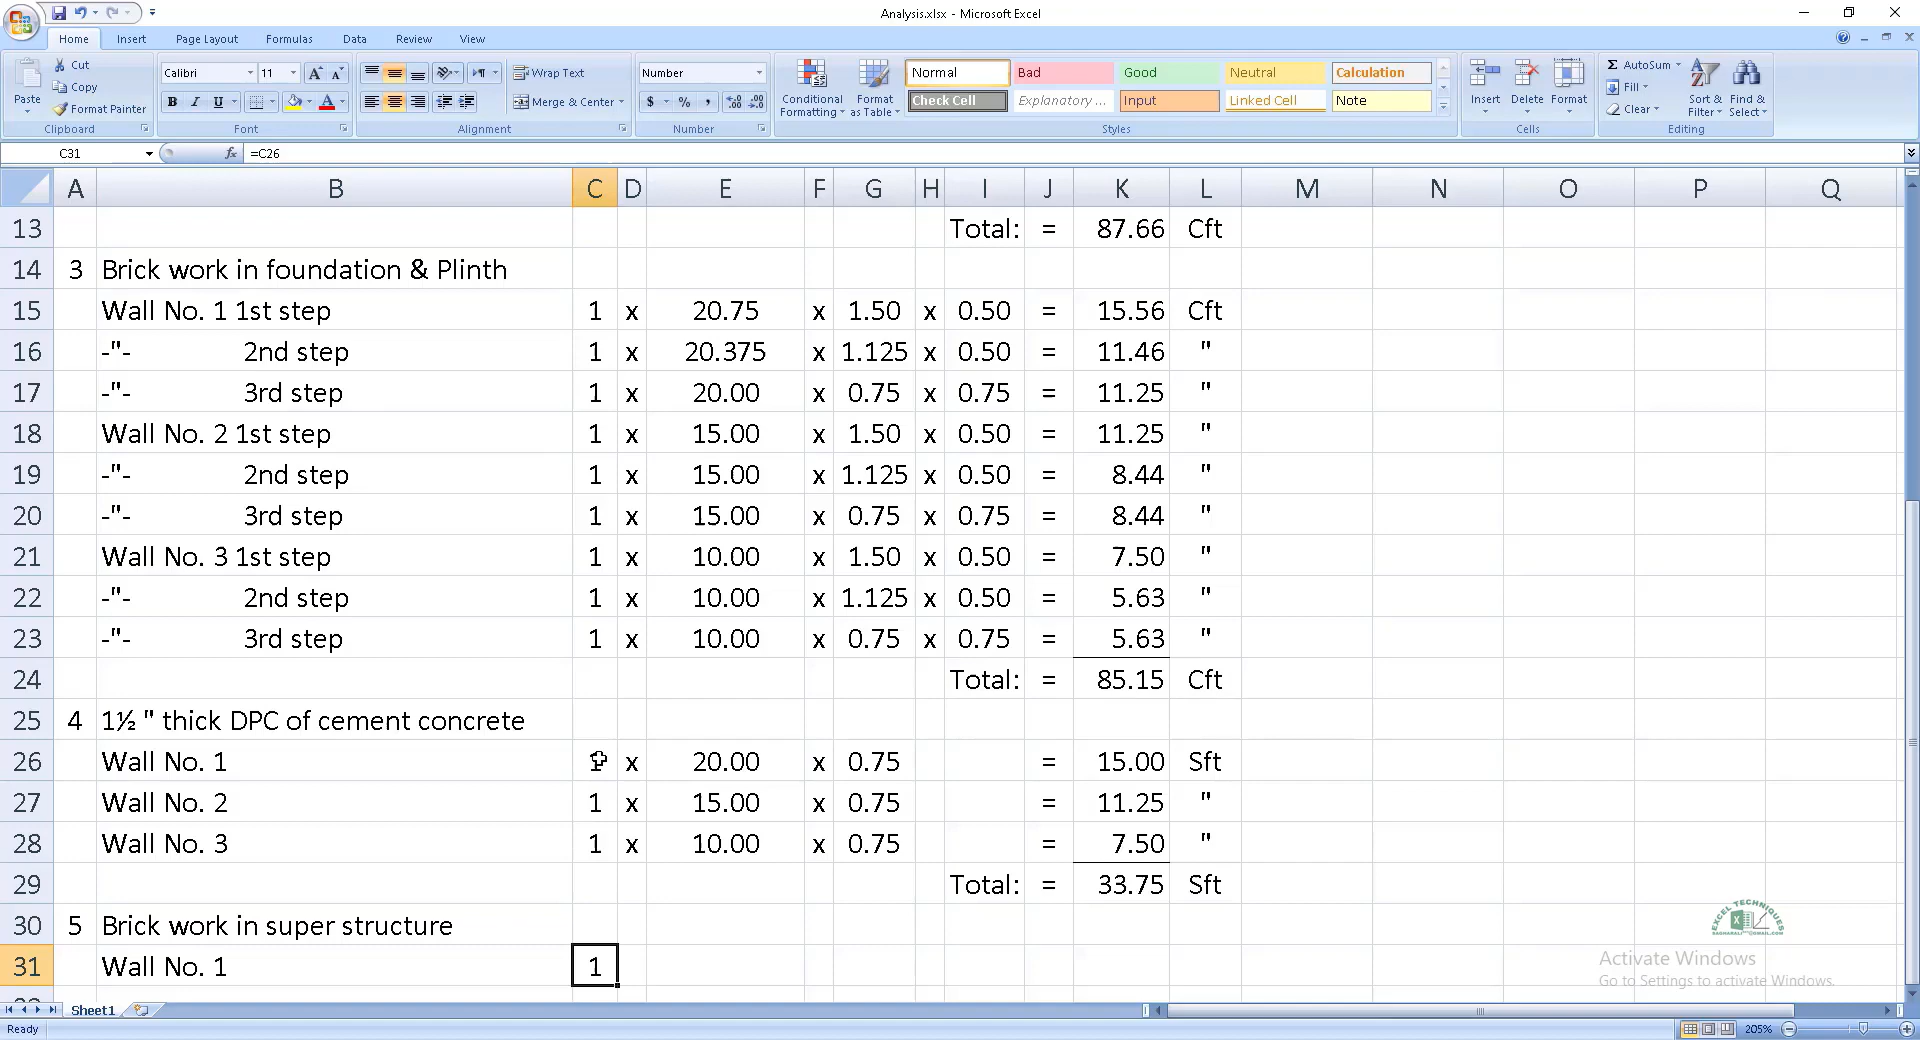 Analysis.xlsx - Microsoft Excel
Home Insert Page Layout Formulas Data Review View
Paste Cut Copy Format Painter Clipboard
Calibri 11 A A B I U A Font
Wrap Text Merge & Center Alignment
Number $ % , Number
Conditional Formatting Format as Table
Normal Bad Good Neutral Calculation
Check Cell Explanatory ... Input Linked Cell Note
Styles
Insert Delete Format Cells
Σ AutoSum Fill Clear Sort & Filter Find & Select Editing
C31 fx =C26
A B C D E F G H I J K L M N O P Q
13 Total: = 87.66 Cft
14 3 Brick work in foundation & Plinth
15 Wall No. 1 1st step 1 x 20.75 x 1.50 x 0.50 = 15.56 Cft
16 -"- 2nd step 1 x 20.375 x 1.125 x 0.50 = 11.46 "
17 -"- 3rd step 1 x 20.00 x 0.75 x 0.75 = 11.25 "
18 Wall No. 2 1st step 1 x 15.00 x 1.50 x 0.50 = 11.25 "
19 -"- 2nd step 1 x 15.00 x 1.125 x 0.50 = 8.44 "
20 -"- 3rd step 1 x 15.00 x 0.75 x 0.75 = 8.44 "
21 Wall No. 3 1st step 1 x 10.00 x 1.50 x 0.50 = 7.50 "
22 -"- 2nd step 1 x 10.00 x 1.125 x 0.50 = 5.63 "
23 -"- 3rd step 1 x 10.00 x 0.75 x 0.75 = 5.63 "
24 Total: = 85.15 Cft
25 4 1½ " thick DPC of cement concrete
26 Wall No. 1 1 x 20.00 x 0.75 = 15.00 Sft
27 Wall No. 2 1 x 15.00 x 0.75 = 11.25 "
28 Wall No. 3 1 x 10.00 x 0.75 = 7.50 "
29 Total: = 33.75 Sft
30 5 Brick work in super structure
31 Wall No. 1 1
EXCEL TECHNIQUES
Activate Windows
Go to Settings to activate Windows.
Sheet1
Ready 205%